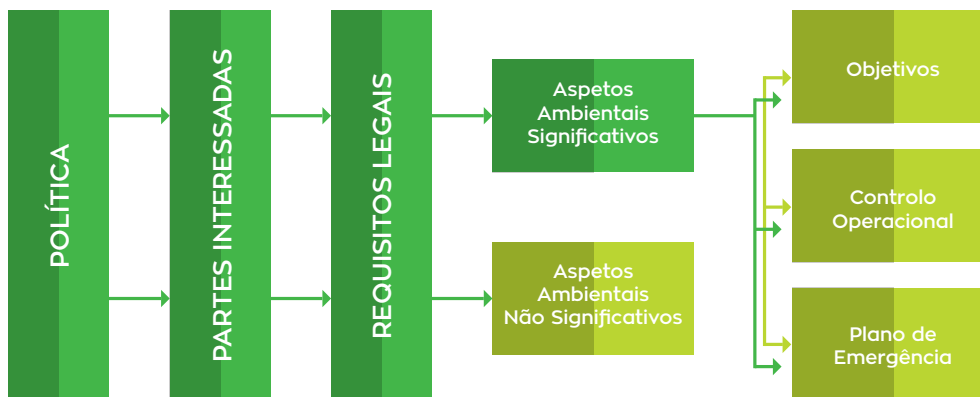 POLÍTICA
PARTES INTERESSADAS
REQUISITOS LEGAIS
Aspetos
Ambientais
Significativos
Aspetos
Ambientais
Não Significativos
Objetivos
Controlo
Operacional
Plano de
Emergência